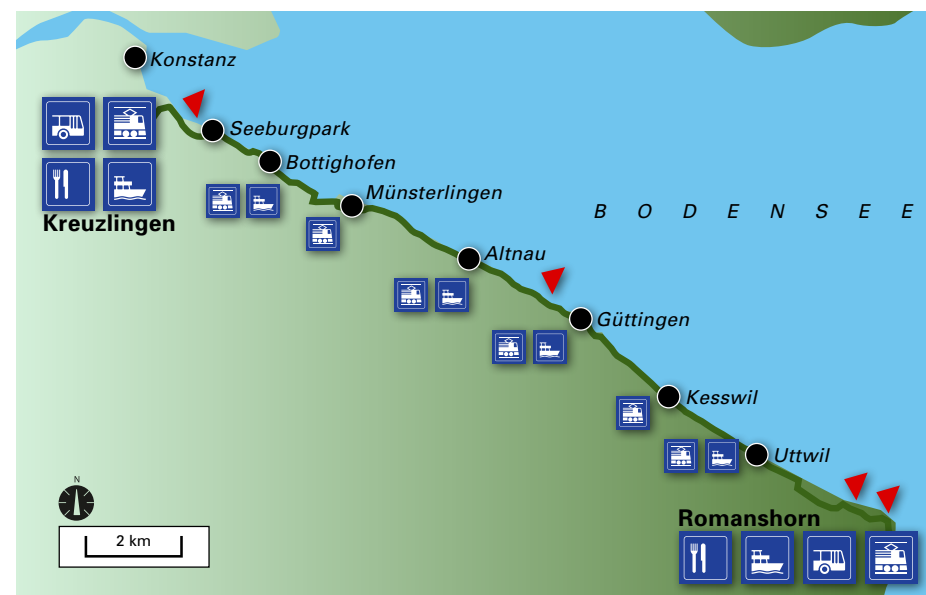 Konstanz
Seeburgpark
Bottighofen
Kreuzlingen
Münsterlingen
B O D E N S E E
Altnau
Güttingen
Kesswil
Uttwil
N
Romanshorn
2 km